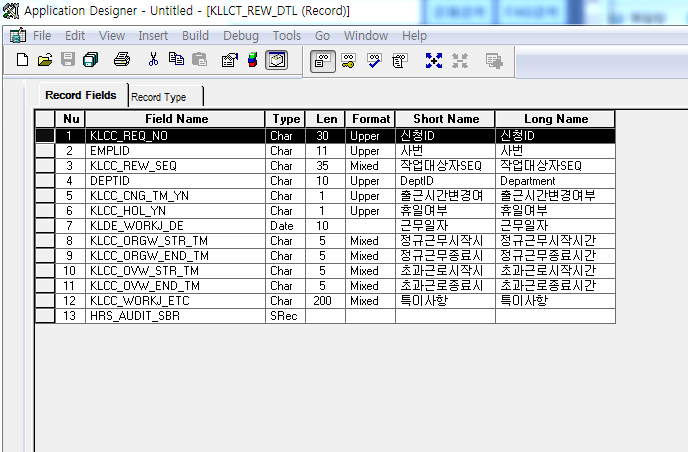 Application Designer - Untitled - [KLLCT_REW_DTL (Record)]
File Edit View Insert Build Debug Tools Go Window Help
Record Fields Record Type
Nu Field Name Type Len Format Short Name Long Name
1 KLCC_REQ_NO Char 30 Upper 신청ID 신청ID
2 EMPLID Char 11 Upper 사번 사번
3 KLCC_REW_SEQ Char 35 Mixed 작업대상자SEQ 작업대상자SEQ
4 DEPTID Char 10 Upper DeptID Department
5 KLCC_CNG_TM_YN Char 1 Upper 출근시간변경여 출근시간변경여부
6 KLCC_HOL_YN Char 1 Upper 휴일여부 휴일여부
7 KLDE_WORKJ_DE Date 10 근무일자 근무일자
8 KLCC_ORGW_STR_TM Char 5 Mixed 정규근무시작시 정규근무시작시간
9 KLCC_ORGW_END_TM Char 5 Mixed 정규근무종료시 정규근무종료시간
10 KLCC_OVW_STR_TM Char 5 Mixed 초과근로시작시 초과근로시작시간
11 KLCC_OVW_END_TM Char 5 Mixed 초과근로종료시 초과근로종료시간
12 KLCC_WORKJ_ETC Char 200 Mixed 특이사항 특이사항
13 HRS_AUDIT_SBR SRec